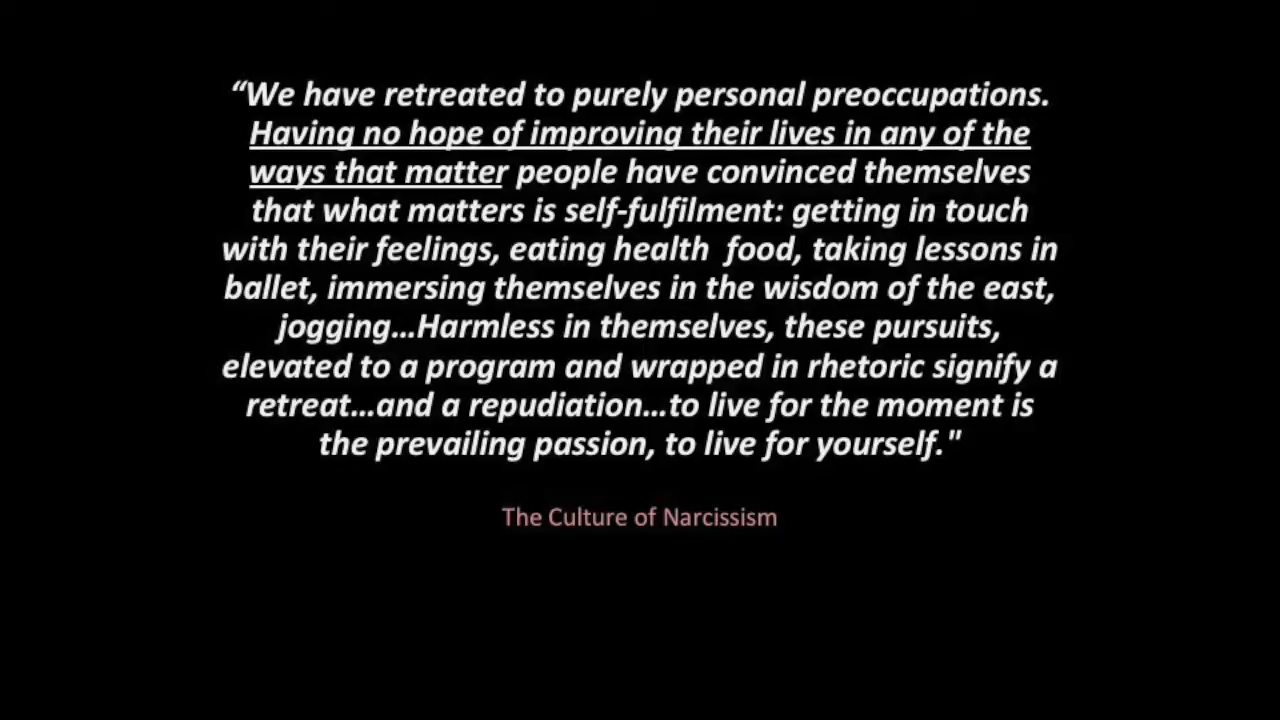 “We have retreated to purely personal preoccupations.
Having no hope of improving their lives in any of the
ways that matter people have convinced themselves
that what matters is self-fulfilment: getting in touch
with their feelings, eating health  food, taking lessons in
ballet, immersing themselves in the wisdom of the east,
jogging...Harmless in themselves, these pursuits,
elevated to a program and wrapped in rhetoric signify a
retreat...and a repudiation...to live for the moment is
the prevailing passion, to live for yourself."
The Culture of Narcissism